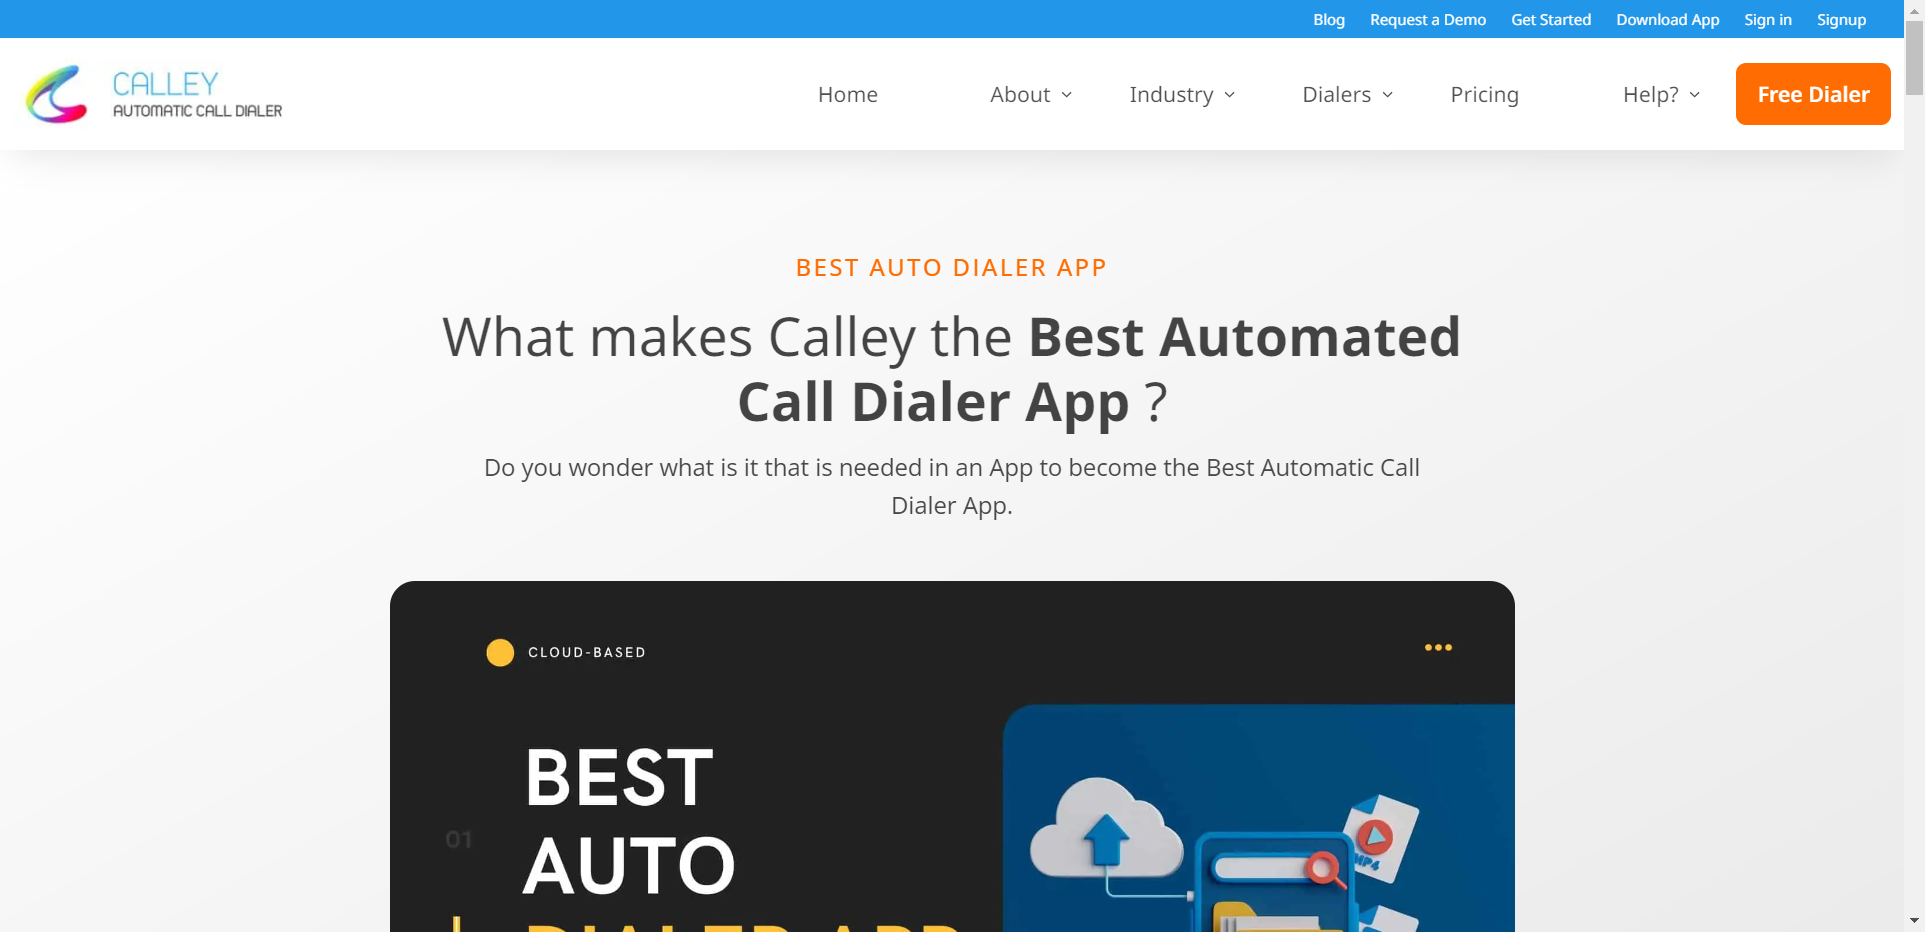 Blog Request a Demo Get Started Download App Sign in Signup
CALLEY
AUTOMATIC CALL DIALER
Home About Industry Dialers Pricing Help? Free Dialer
BEST AUTO DIALER APP
What makes Calley the Best Automated
Call Dialer App ?
Do you wonder what is it that is needed in an App to become the Best Automatic Call
Dialer App.
CLOUD-BASED
BEST
01
AUTO
MP4
DIALER APP